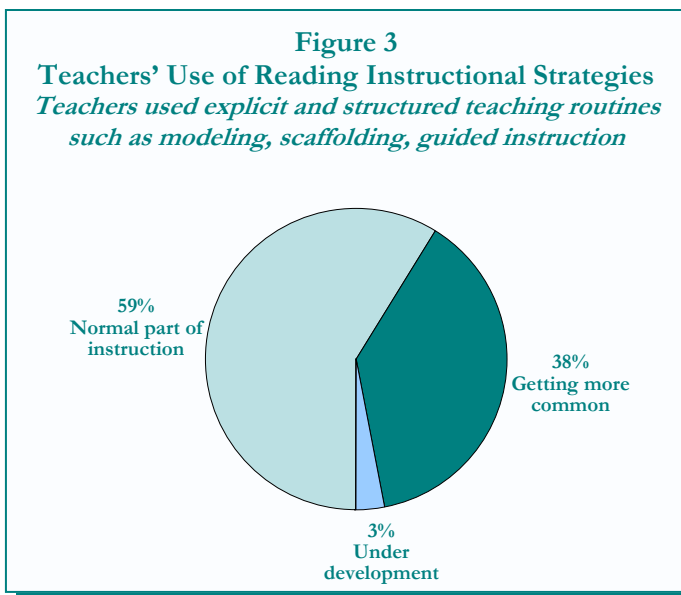 Figure 3
Teachers’ Use of Reading Instructional Strategies
Teachers used explicit and structured teaching routines
such as modeling, scaffolding, guided instruction
59%
Normal part of
instruction
38%
Getting more
common
3%
Under
development